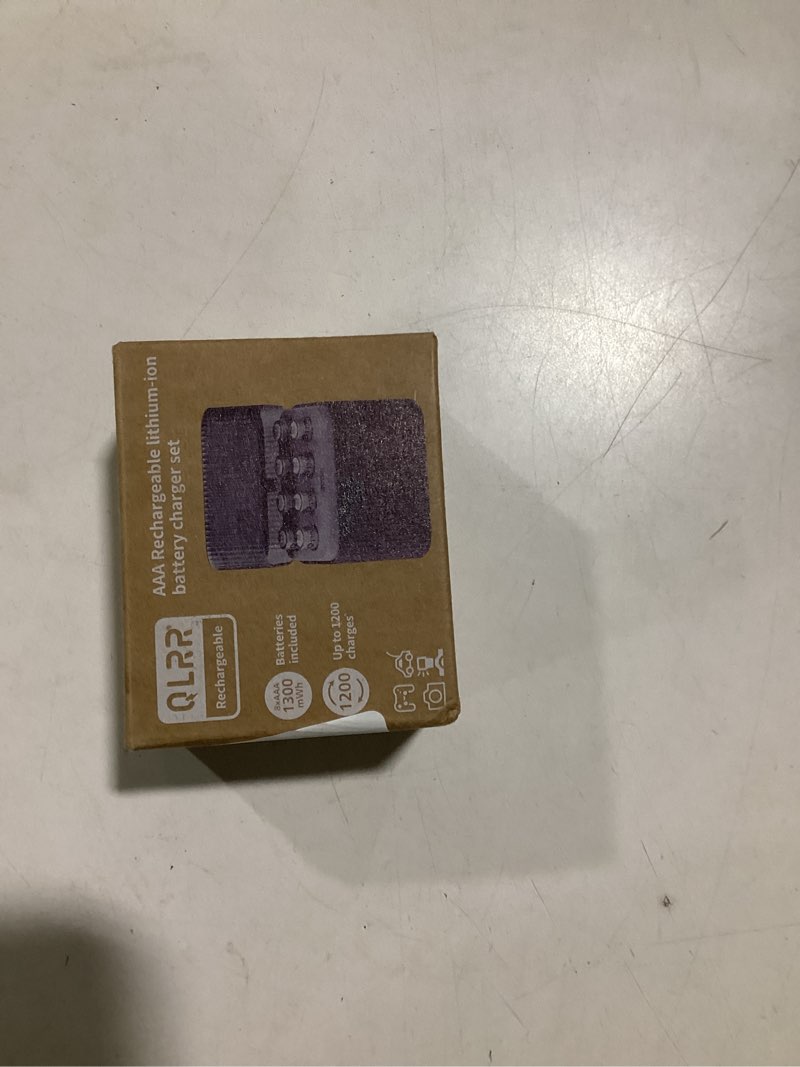 QLRR
Rechargeable
AAA Rechargeable lithium-ion
battery charger set
8xAAA
1300
mWh
Batteries
included
1200
Up to 1200
charges*